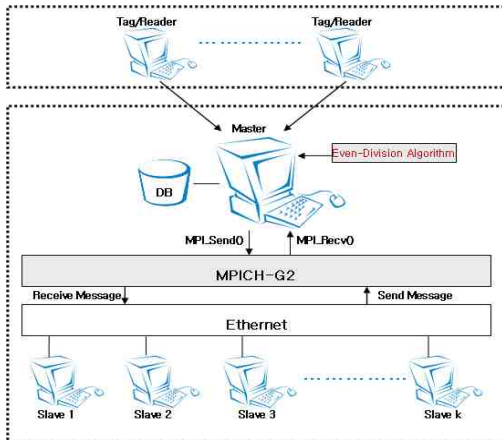 Tag/Reader
Tag/Reader
Master
Even-Division Algorithm
DB
MPI_Send()
MPI_Recv()
MPICH-G2
Receive Message
Send Message
Ethernet
Slave 1
Slave 2
Slave 3
Slave k